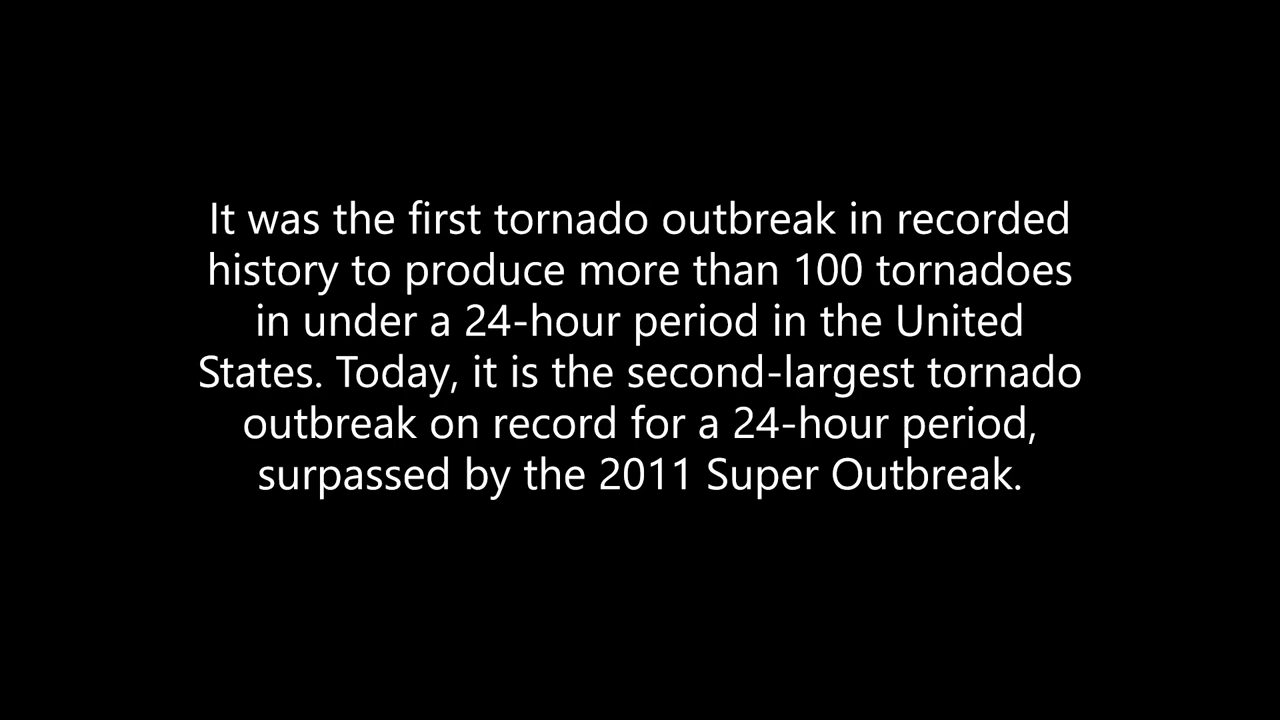 It was the first tornado outbreak in recorded
history to produce more than 100 tornadoes
in under a 24-hour period in the United
States. Today, it is the second-largest tornado
outbreak on record for a 24-hour period,
surpassed by the 2011 Super Outbreak.